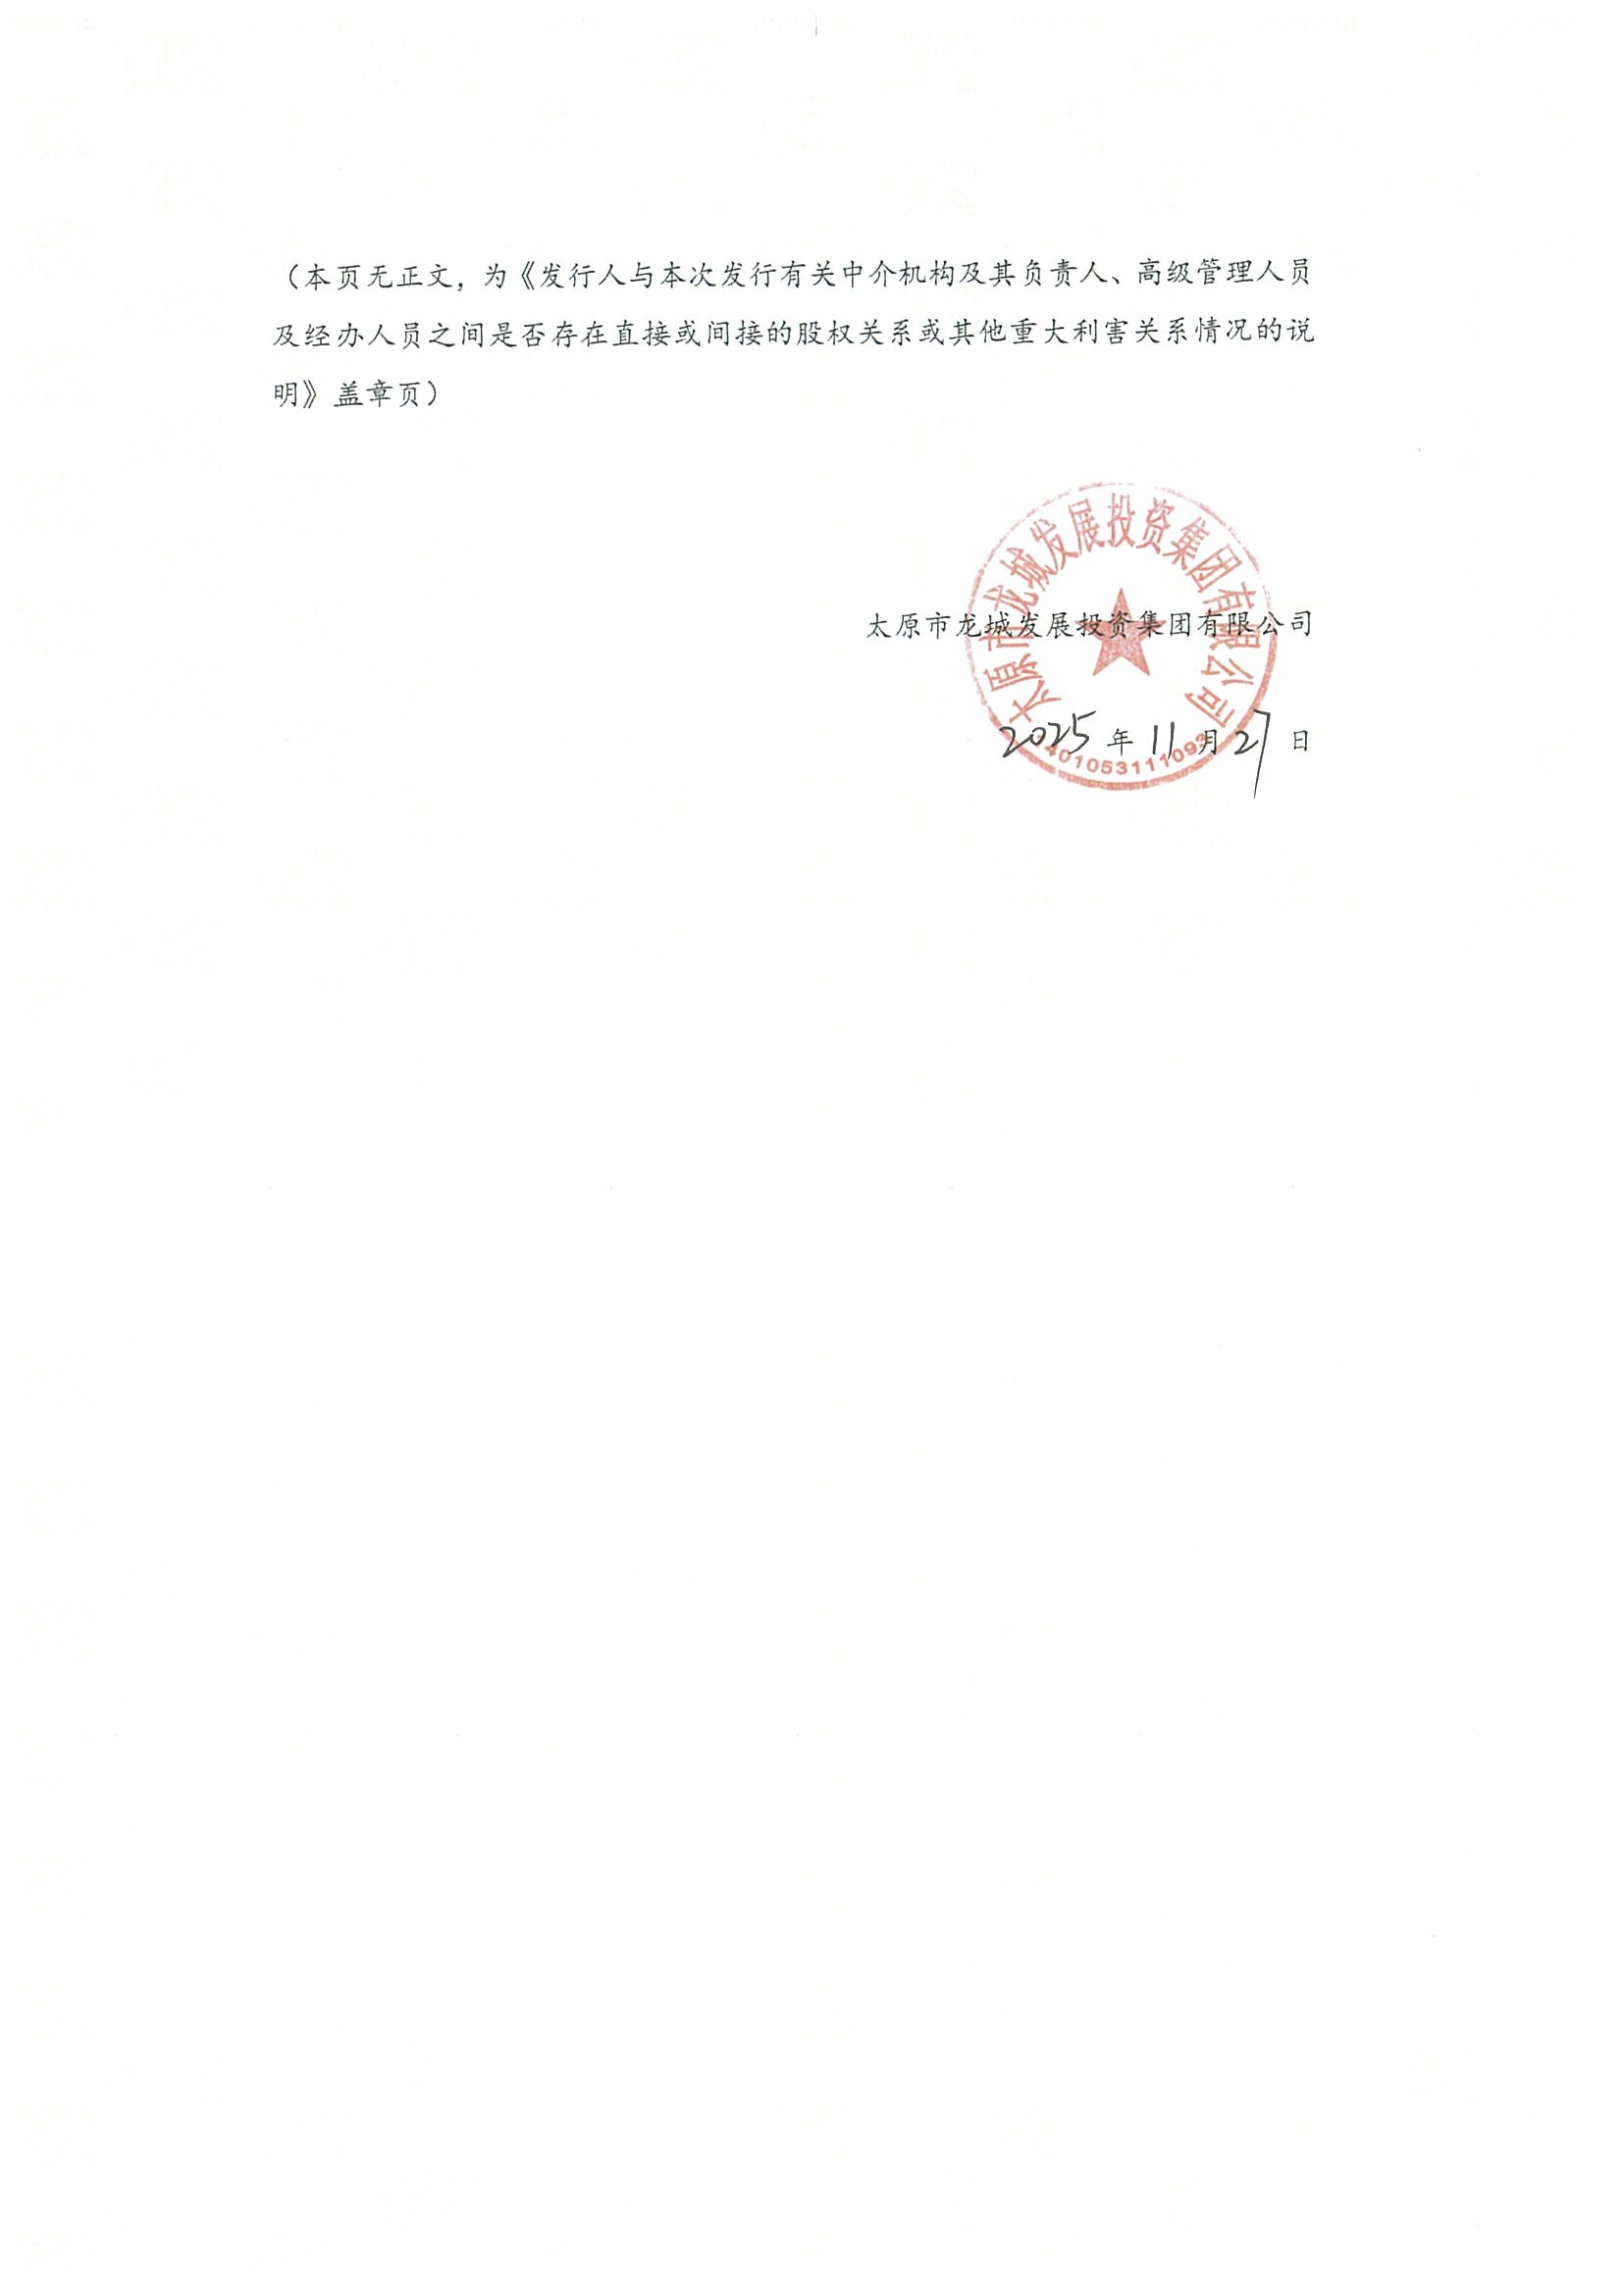 （本页无正文，为《发行人与本次发行有关中介机构及其负责人、高级管理人员
及经办人员之间是否存在直接或间接的股权关系或其他重大利害关系情况的说
明》盖章页）
太原市龙城发展投资集团有限公司
太原市龙城发展投资集团有限公司
2025年11月27日
1401053111093